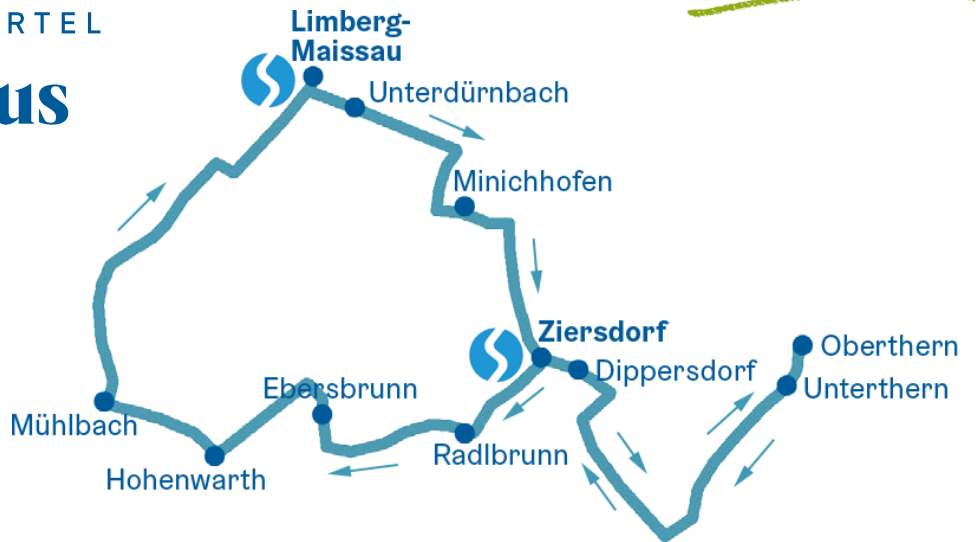 RTEL
us
Limberg-
Maissau
Unterdürnbach
Minichhofen
Ziersdorf
Oberthern
Dippersdorf
Unterthern
Ebersbrunn
Mühlbach
Radlbrunn
Hohenwarth